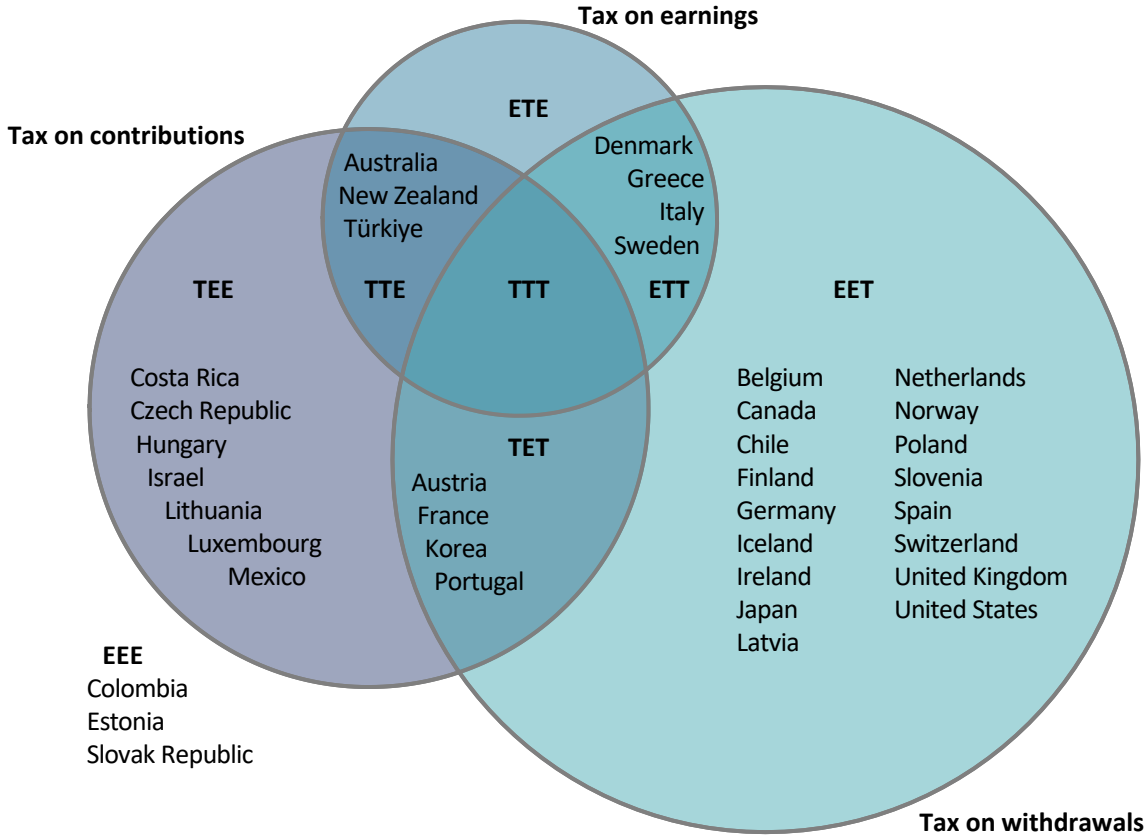 Tax on earnings
Tax on contributions
ETE
Australia
New Zealand
Türkiye
Denmark
Greece
Italy
Sweden
TEE
TTE
TTT
ETT
EET
Costa Rica
Czech Republic
Hungary
Israel
Lithuania
Luxembourg
Mexico
TET
Austria
France
Korea
Portugal
Belgium
Canada
Chile
Finland
Germany
Iceland
Ireland
Japan
Latvia
Netherlands
Norway
Poland
Slovenia
Spain
Switzerland
United Kingdom
United States
EEE
Colombia
Estonia
Slovak Republic
Tax on withdrawals